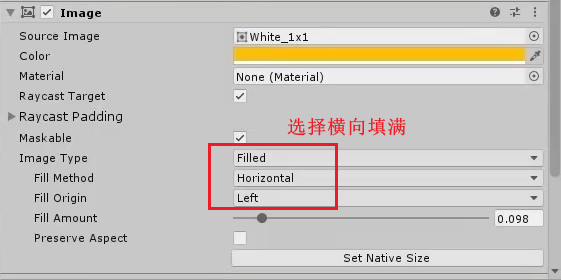 Image
Source Image
White_1x1
Color
Material
None (Material)
Raycast Target
Raycast Padding
选择横向填满
Maskable
Image Type
Filled
Fill Method
Horizontal
Fill Origin
Left
Fill Amount
0.098
Preserve Aspect
Set Native Size